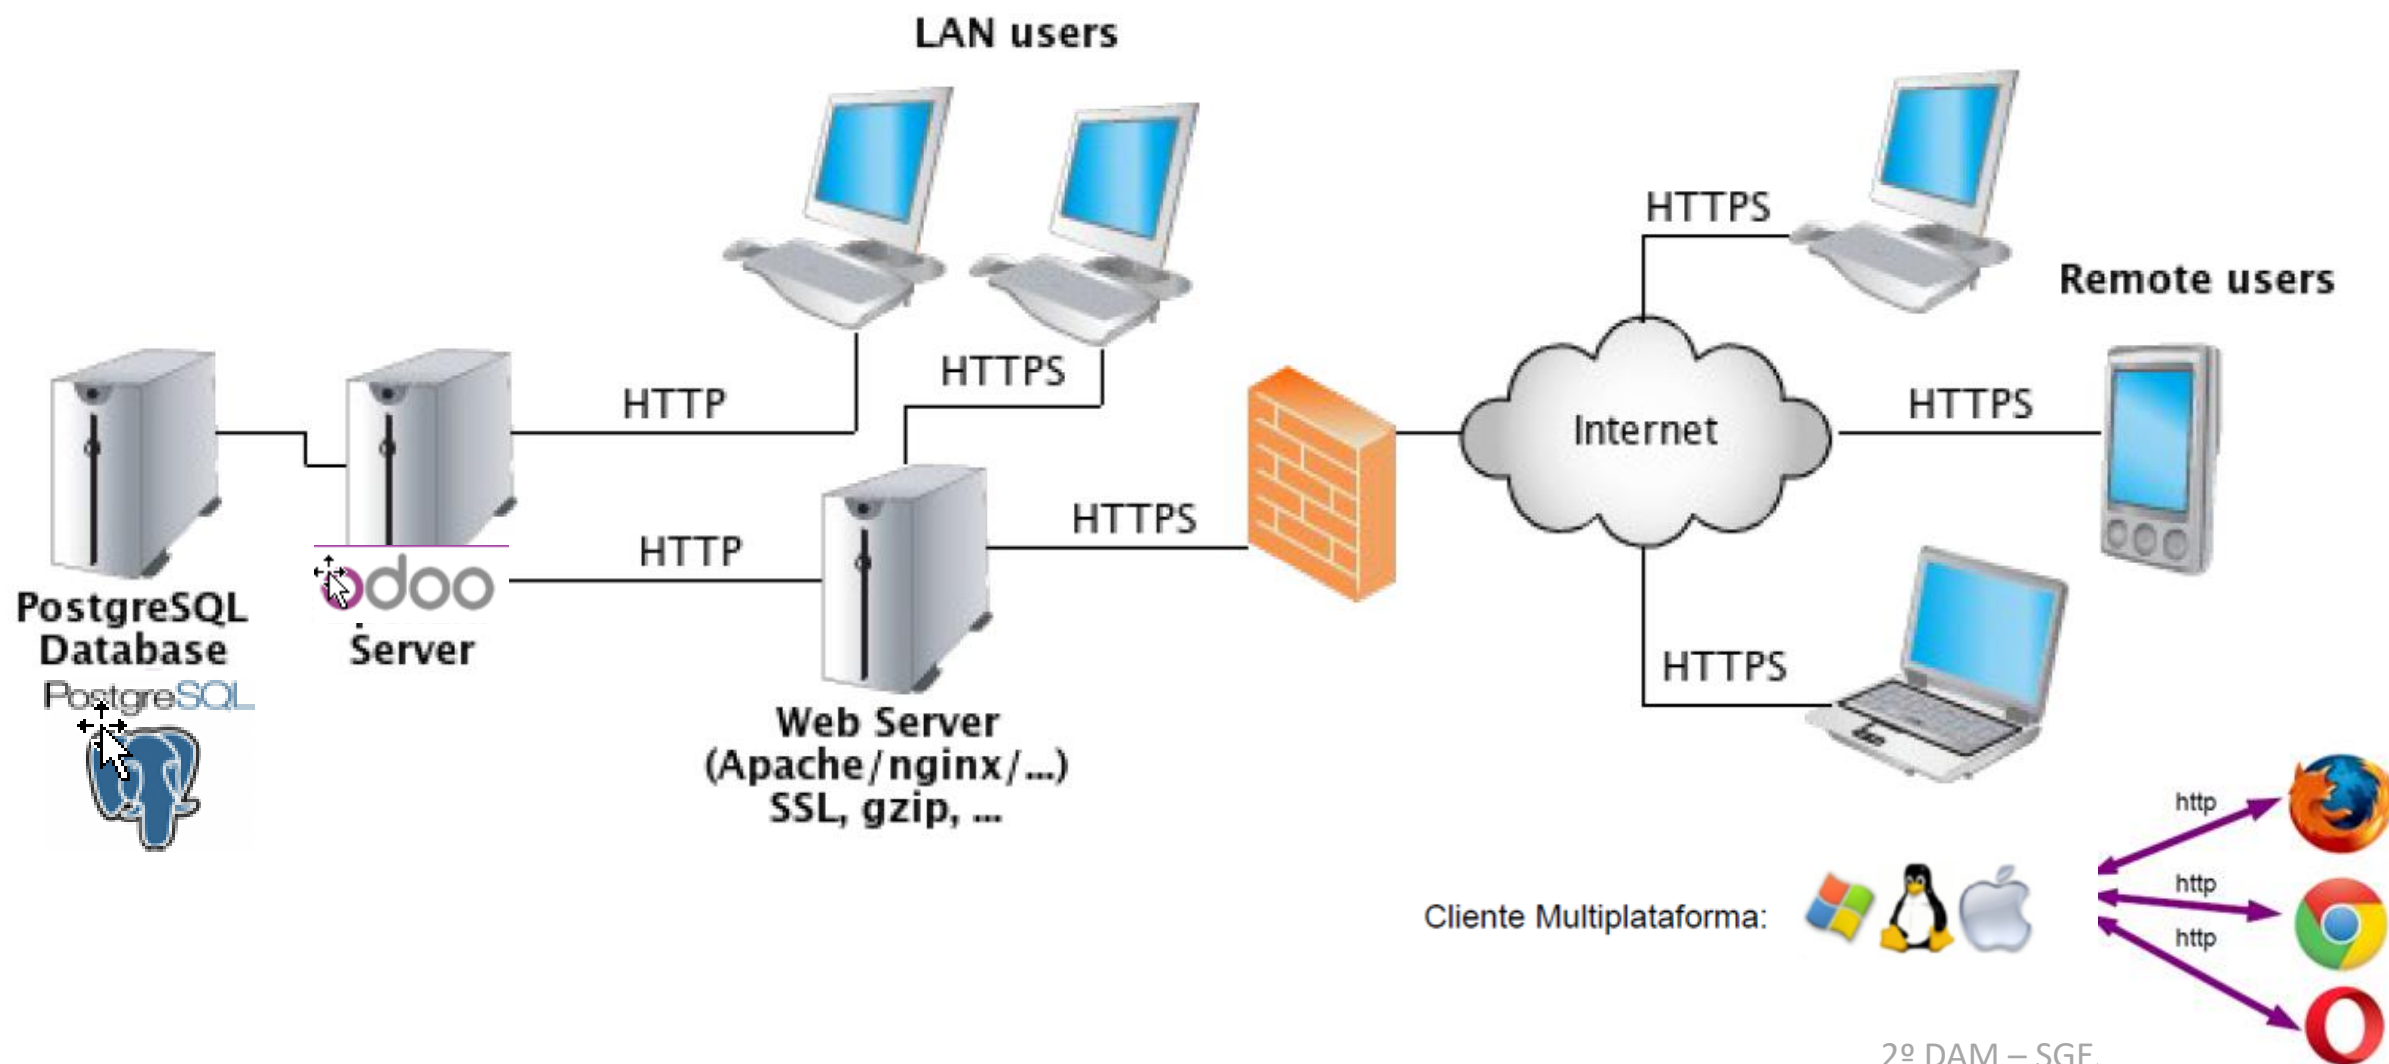 LAN users
HTTPS
Remote users
HTTPS
HTTP
HTTPS
Internet
HTTPS
HTTP
HTTPS
odoo
PostgreSQL
Database
Server
HTTPS
PostgreSQL
Web Server
(Apache/nginx/...)
SSL, gzip, ...
http
http
Cliente Multiplataforma:
http
2º DAM – SGE.